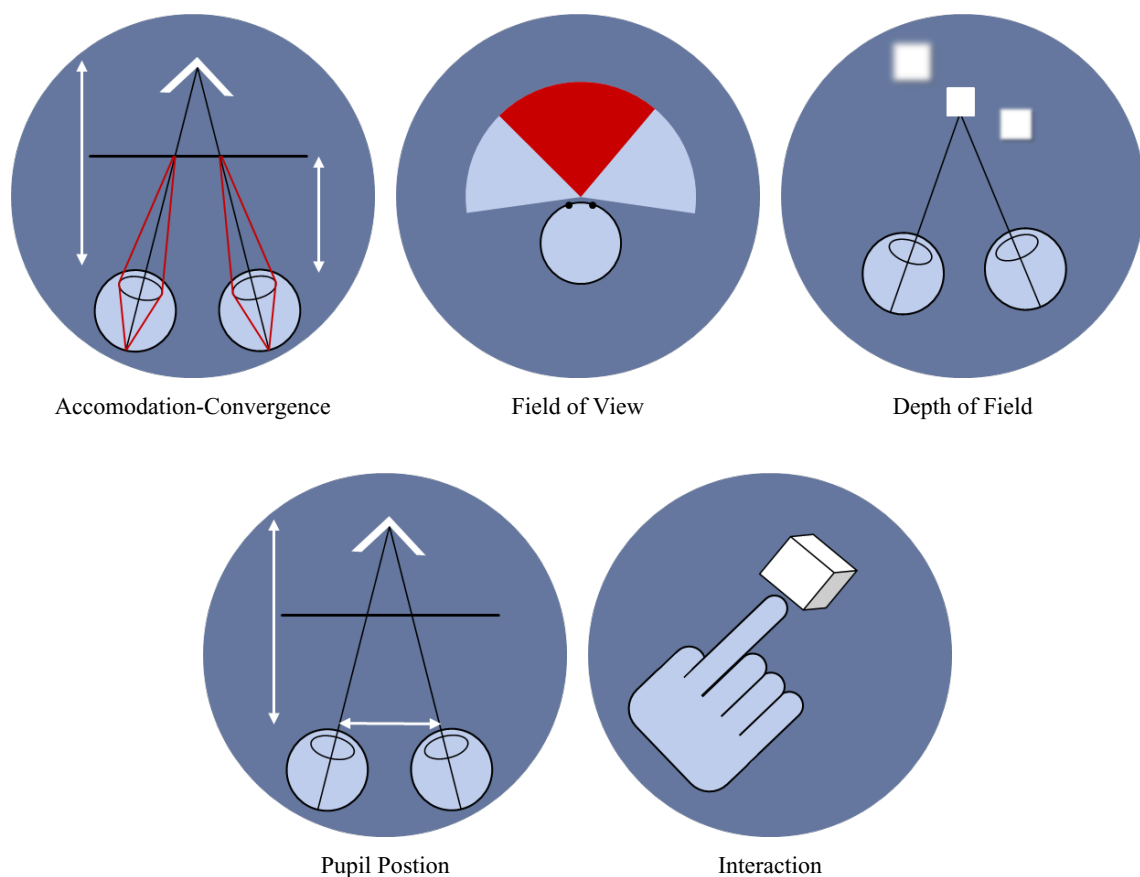 Accomodation-Convergence
Field of View
Depth of Field
Pupil Postion
Interaction